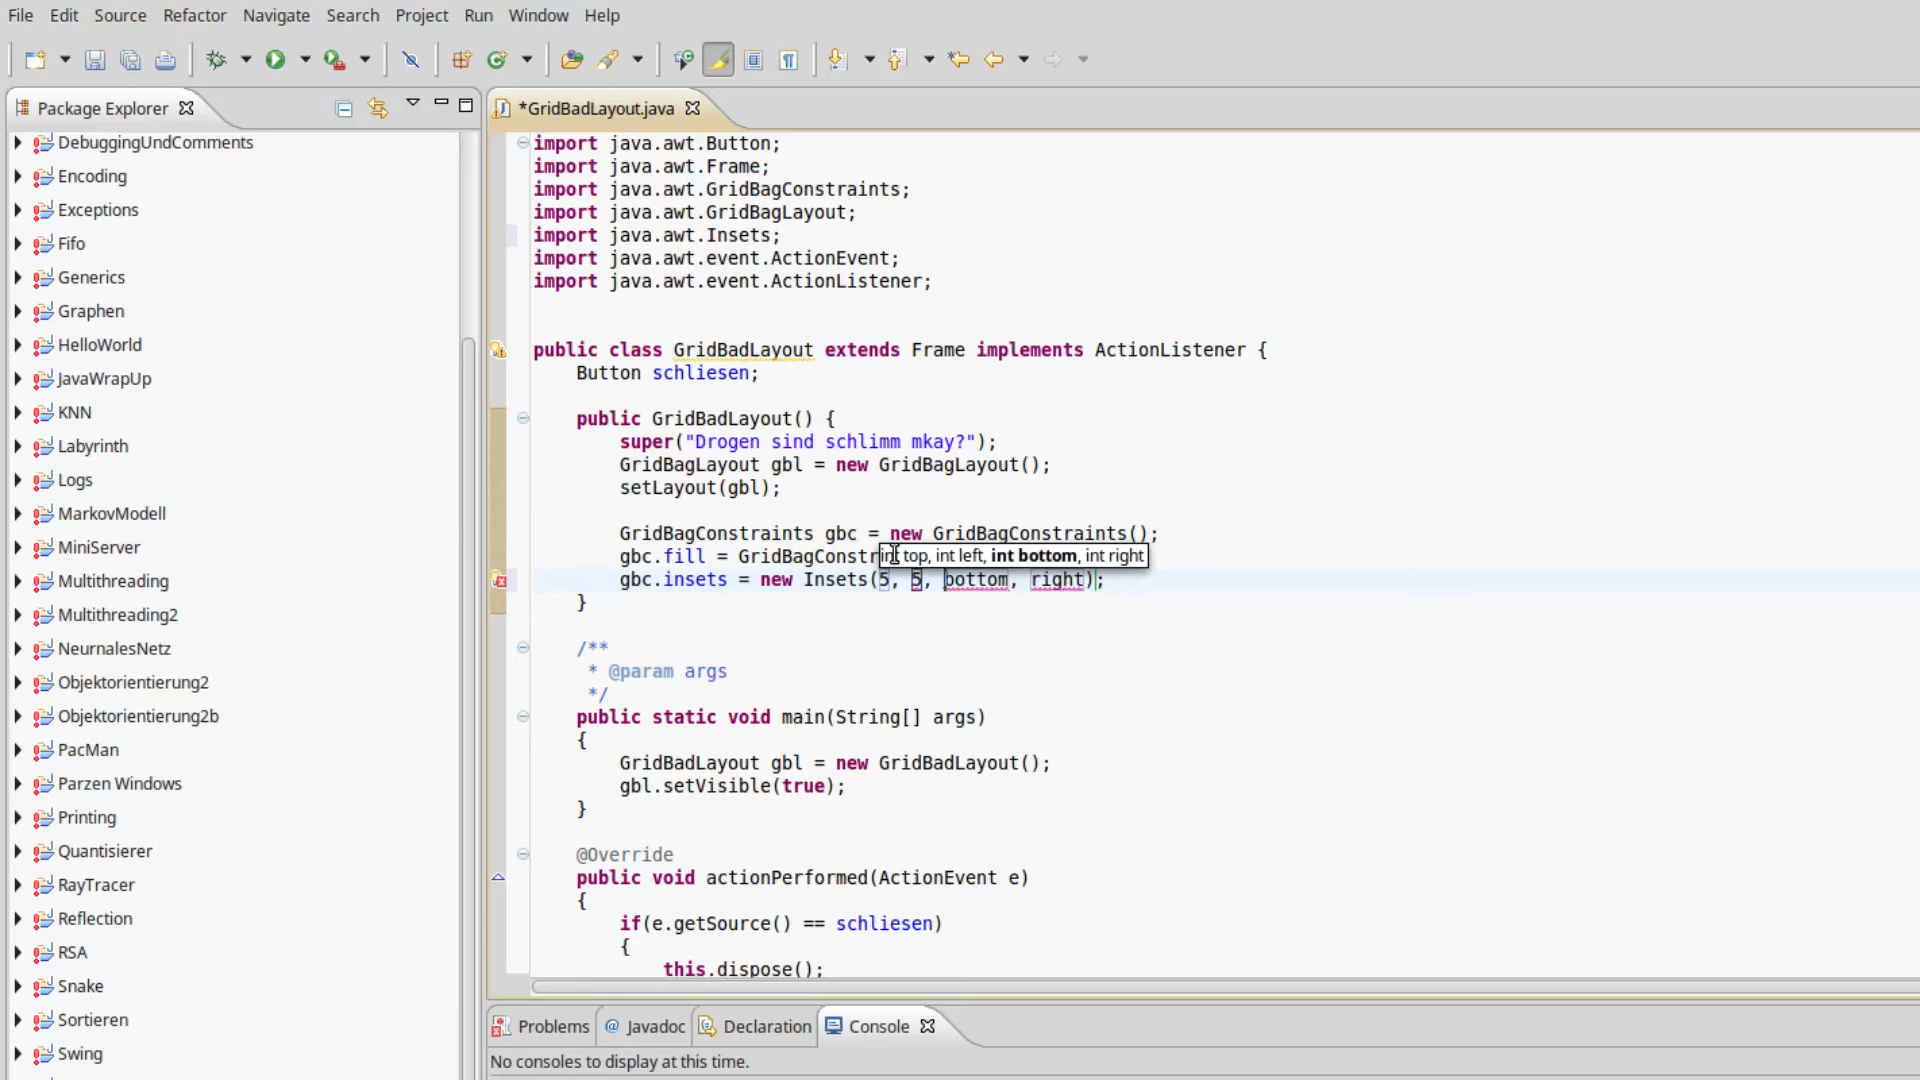 File Edit Source Refactor Navigate Search Project Run Window Help
Package Explorer
DebuggingUndComments
Encoding
Exceptions
Fifo
Generics
Graphen
HelloWorld
JavaWrapUp
KNN
Labyrinth
Logs
MarkovModell
MiniServer
Multithreading
Multithreading2
NeurnalesNetz
Objektorientierung2
Objektorientierung2b
PacMan
Parzen Windows
Printing
Quantisierer
RayTracer
Reflection
RSA
Snake
Sortieren
Swing
*GridBadLayout.java
import java.awt.Button;
import java.awt.Frame;
import java.awt.GridBagConstraints;
import java.awt.GridBagLayout;
import java.awt.Insets;
import java.awt.event.ActionEvent;
import java.awt.event.ActionListener;
public class GridBadLayout extends Frame implements ActionListener {
Button schliesen;
public GridBadLayout() {
super("Drogen sind schlimm mkay?");
GridBagLayout gbl = new GridBagLayout();
setLayout(gbl);
GridBagConstraints gbc = new GridBagConstraints();
gbc.fill = GridBagConstr
int top, int left, int bottom, int right
gbc.insets = new Insets(5, 5, bottom, right);
}
/**
* @param args
*/
public static void main(String[] args)
{
GridBadLayout gbl = new GridBadLayout();
gbl.setVisible(true);
}
@Override
public void actionPerformed(ActionEvent e)
{
if(e.getSource() == schliesen)
{
this.dispose();
Problems @ Javadoc Declaration Console
No consoles to display at this time.